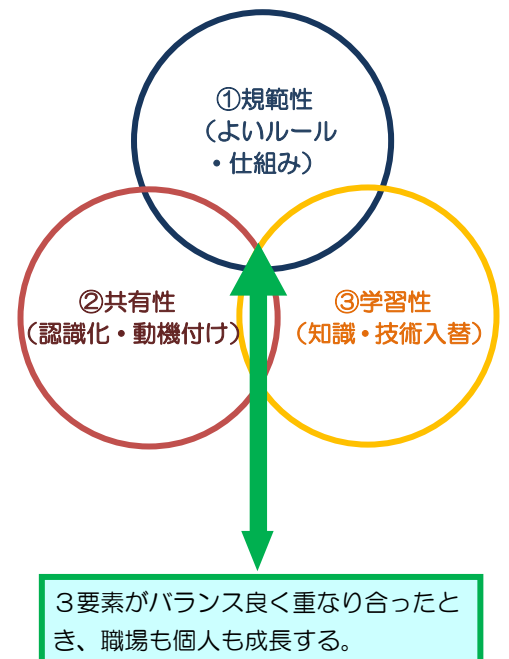 ①規範性
（よいルール
・仕組み）
②共有性
（認識化・動機付け）
③学習性
（知識・技術入替）
３要素がバランス良く重なり合ったと
き、職場も個人も成長する。